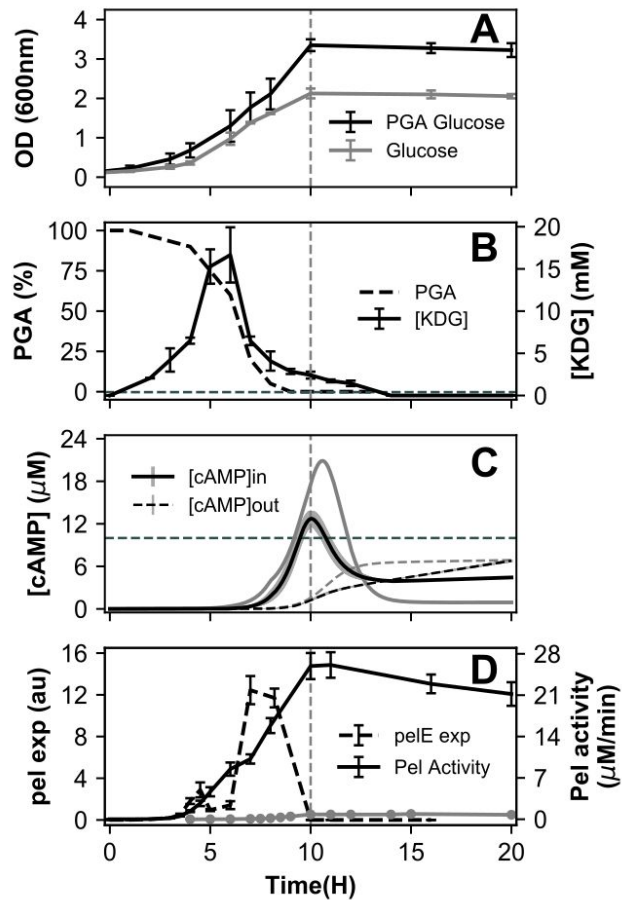 A
OD (600nm)
4
3
2
1
0
PGA Glucose
Glucose
B
PGA (%)
100
75
50
25
0
PGA
[KDG]
20
15
10
5
0
[KDG] (mM)
C
[cAMP] (μM)
24
18
12
6
0
[cAMP]in
[cAMP]out
D
pel exp (au)
16
12
8
4
0
pelE exp
Pel Activity
28
21
14
7
0
Pel activity
(μM/min)
0 5 10 15 20
Time(H)